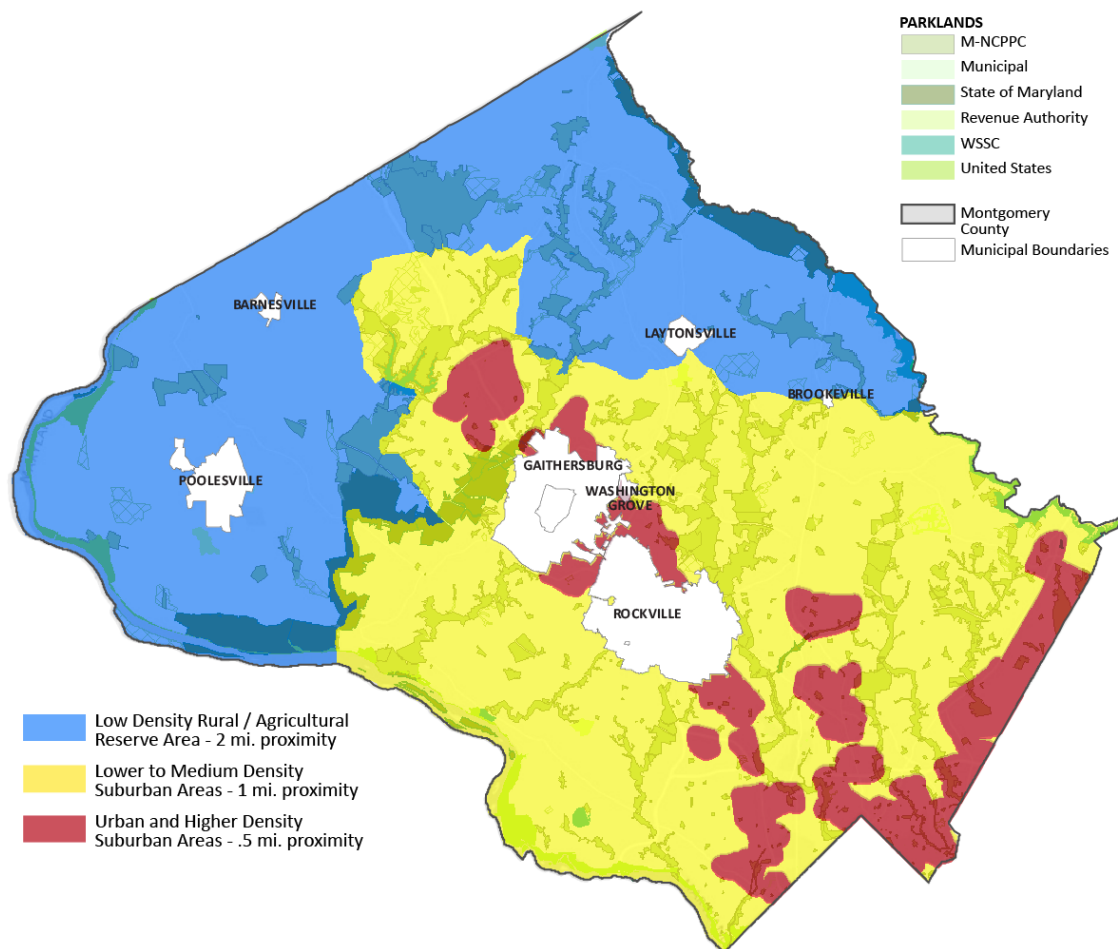 PARKLANDS
M-NCPPC
Municipal
State of Maryland
Revenue Authority
WSSC
United States
Montgomery
County
Municipal Boundaries
BARNESVILLE
LAYTONSVILLE
BROOKEVILLE
POOLESVILLE
GAITHERSBURG
WASHINGTON
GROVE
ROCKVILLE
Low Density Rural / Agricultural
Reserve Area - 2 mi. proximity
Lower to Medium Density
Suburban Areas - 1 mi. proximity
Urban and Higher Density
Suburban Areas - .5 mi. proximity